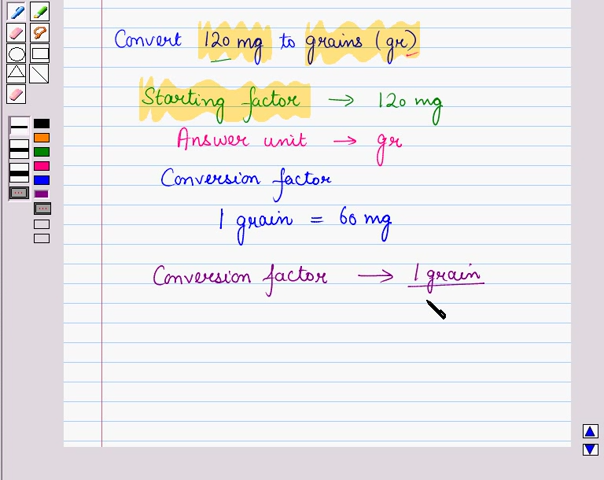 Convert 120 mg to grains (gr)
Starting factor → 120 mg
Answer unit → gr
Conversion factor
1 grain = 60 mg
Conversion factor → 1 grain